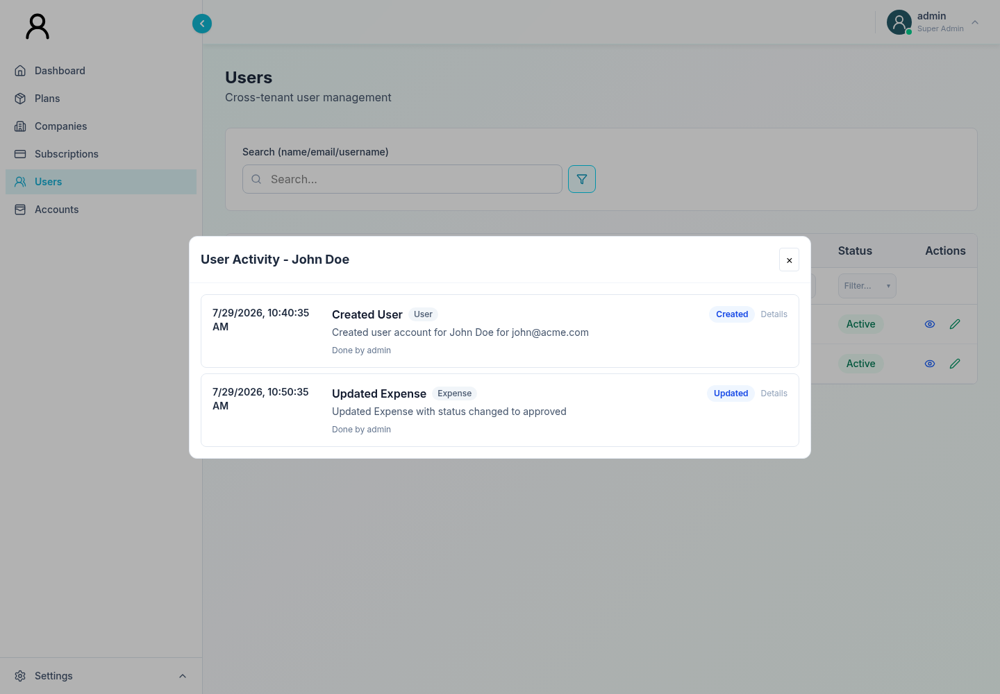 admin
Super Admin
Dashboard
Plans
Companies
Subscriptions
Users
Accounts
Settings
Users
Cross-tenant user management
Search (name/email/username)
Search...
Status
Actions
Filter...
Active
Active
User Activity - John Doe
×
7/29/2026, 10:40:35
AM
Created User
User
Created
Details
Created user account for John Doe for john@acme.com
Done by admin
7/29/2026, 10:50:35
AM
Updated Expense
Expense
Updated
Details
Updated Expense with status changed to approved
Done by admin